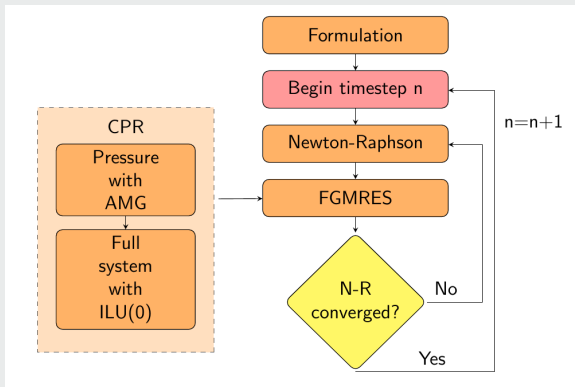 Formulation
Begin timestep n
n=n+1
Newton-Raphson
FGMRES
CPR
Pressure
with
AMG
Full
system
with
ILU(0)
N-R
converged?
No
Yes